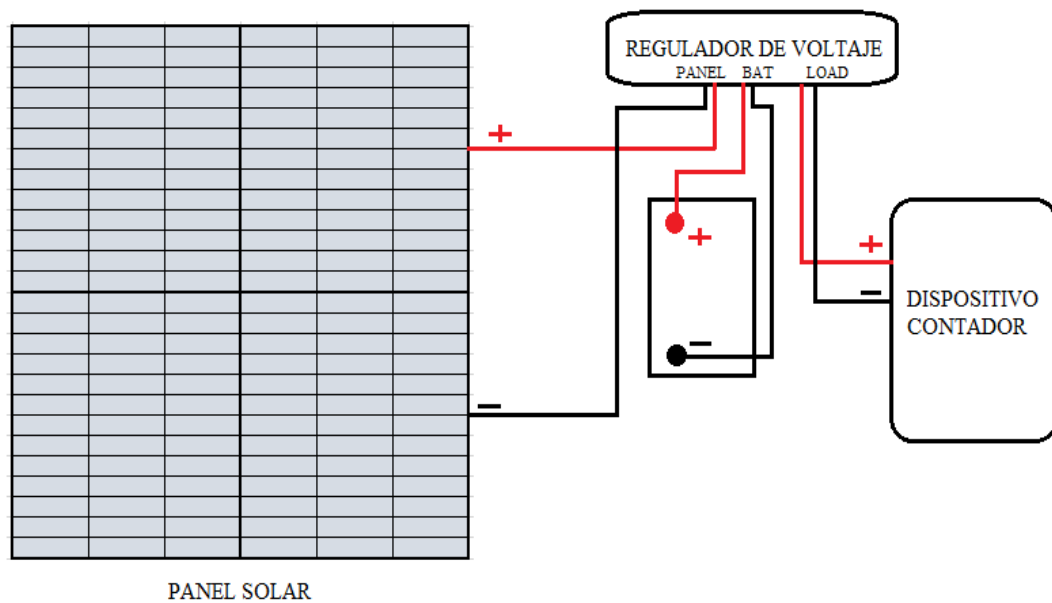 REGULADOR DE VOLTAJE
PANEL BAT LOAD
+
+
+
−
−
DISPOSITIVO
CONTADOR
−
PANEL SOLAR